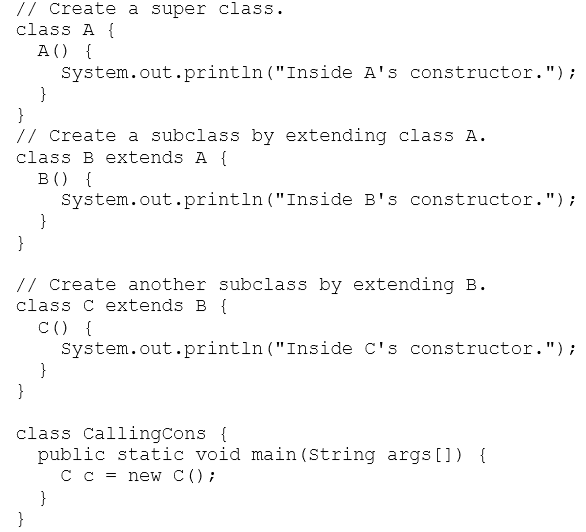 // Create a super class.
class A {
  A() {
    System.out.println("Inside A's constructor.");
  }
}
// Create a subclass by extending class A.
class B extends A {
  B() {
    System.out.println("Inside B's constructor.");
  }
}

// Create another subclass by extending B.
class C extends B {
  C() {
    System.out.println("Inside C's constructor.");
  }
}

class CallingCons {
  public static void main(String args[]) {
    C c = new C();
  }
}